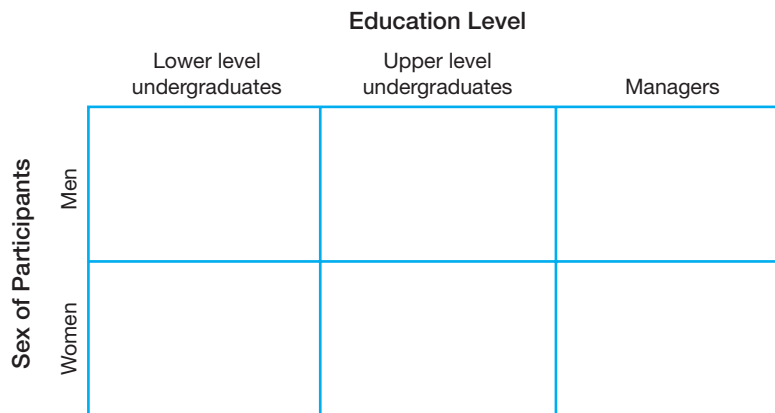 Education Level
Lower level
undergraduates
Upper level
undergraduates
Managers
Sex of Participants
Men
Women